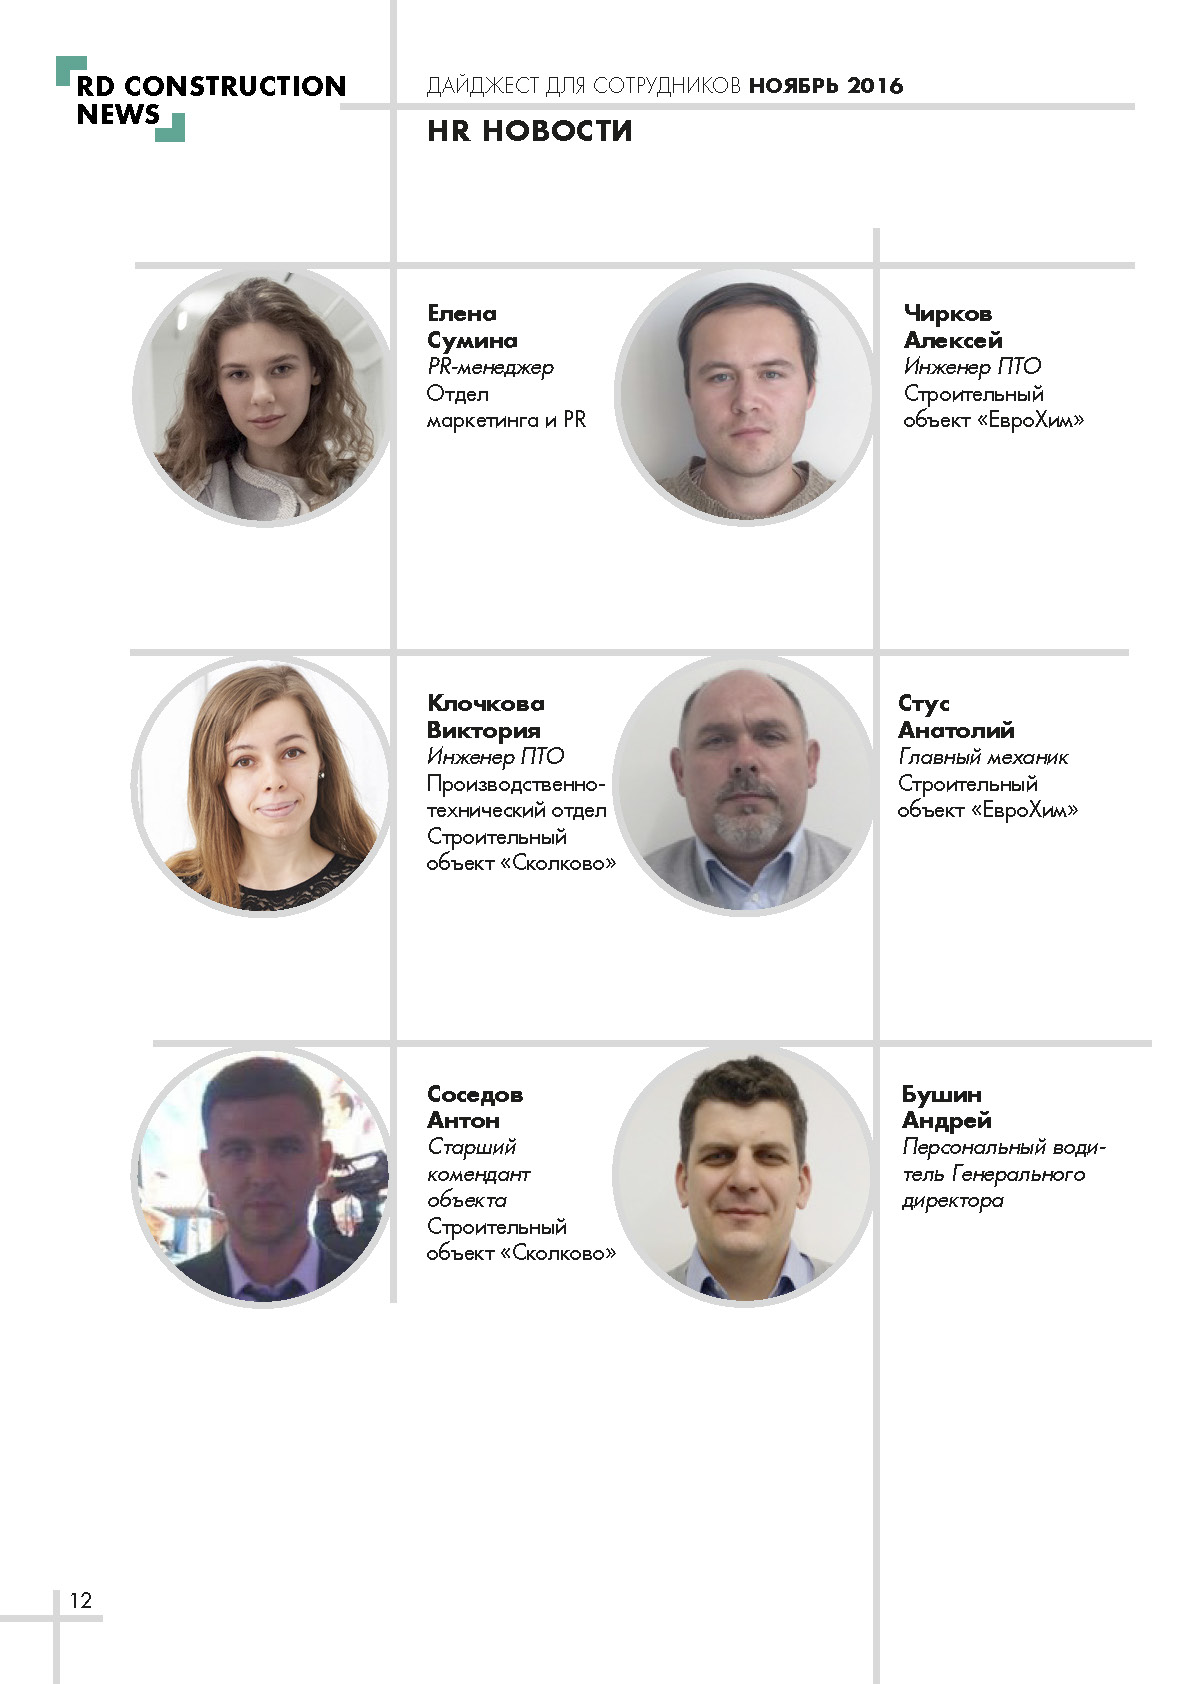 RD CONSTRUCTION
NEWS
ДАЙДЖЕСТ ДЛЯ СОТРУДНИКОВ НОЯБРЬ 2016
HR НОВОСТИ
Елена
Сумина
PR-менеджер
Отдел
маркетинга и PR
Чирков
Алексей
Инженер ПТО
Строительный
объект «ЕвроХим»
Клочкова
Виктория
Инженер ПТО
Производственно-
технический отдел
Строительный
объект «Сколково»
Стус
Анатолий
Главный механик
Строительный
объект «ЕвроХим»
Соседов
Антон
Старший
комендант
объекта
Строительный
объект «Сколково»
Бушин
Андрей
Персональный води-
тель Генерального
директора
12